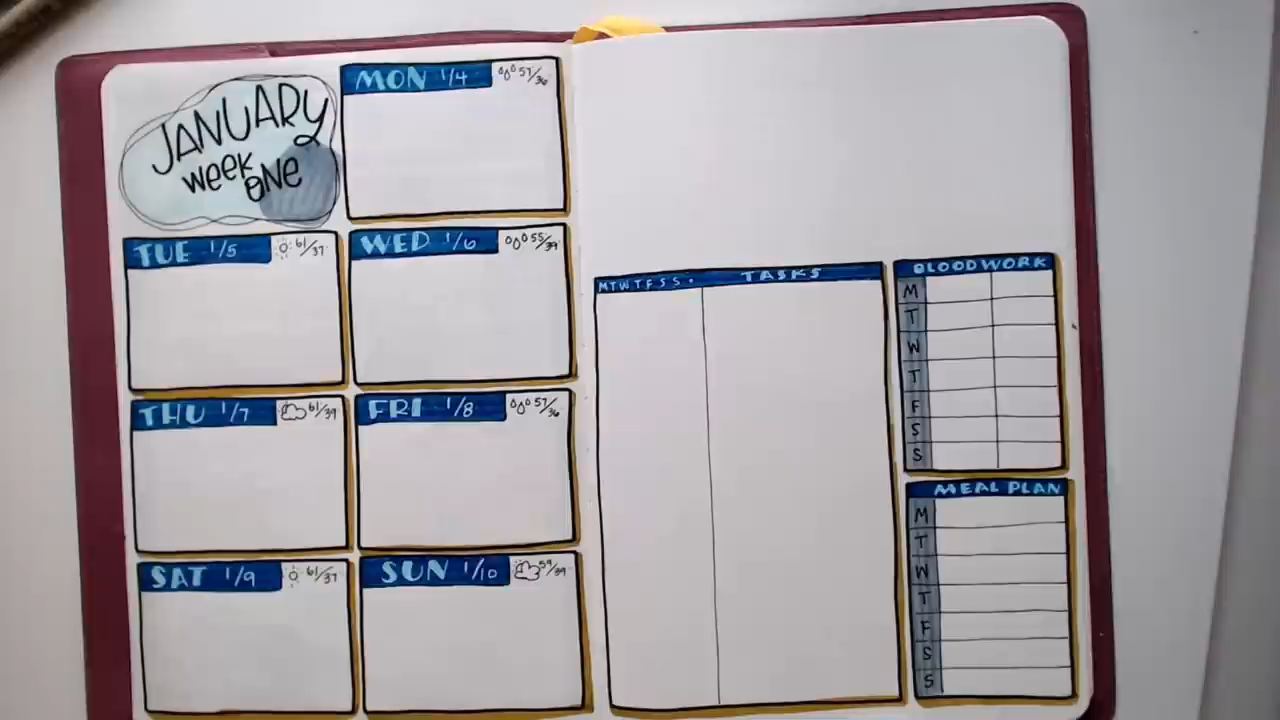 JANUARY
week
ONE
MON 1/4 57/36
TUE 1/5 61/37
WED 1/6 55/39
THU 1/7 61/39
FRI 1/8 57/36
SAT 1/9 61/37
SUN 1/10 59/39
M T W T F S S . TASKS
BLOODWORK
M
T
W
T
F
S
S
MEAL PLAN
M
T
W
T
F
S
S